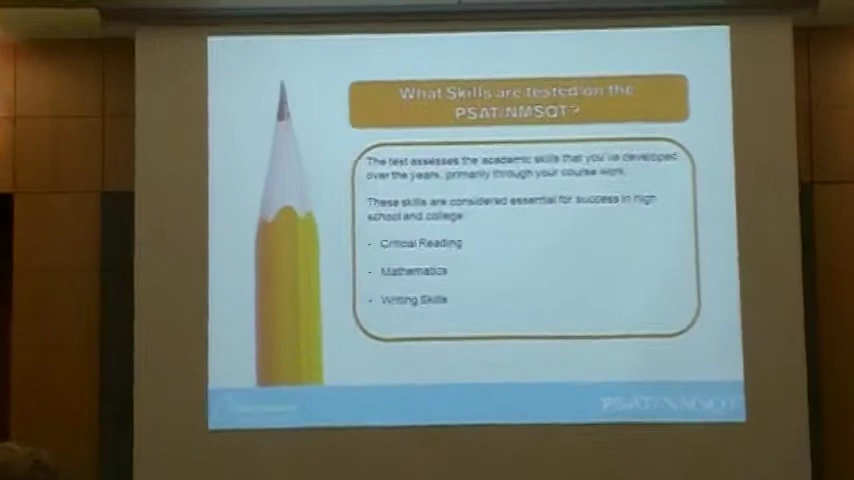 What Skills are tested on the
PSAT/NMSQT?
The test assesses the academic skills that you've developed
over the years, primarily through your course work.
These skills are considered essential for success in high
school and college:
- Critical Reading
- Mathematics
- Writing Skills
PSAT/NMSQT